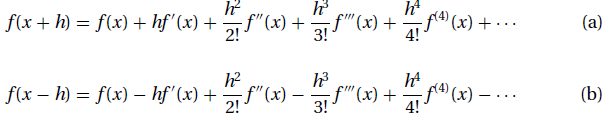 f(x + h) = f(x) + hf′(x) + h²/2! f″(x) + h³/3! f‴(x) + h⁴/4! f⁽⁴⁾(x) + ⋯ (a)
f(x − h) = f(x) − hf′(x) + h²/2! f″(x) − h³/3! f‴(x) + h⁴/4! f⁽⁴⁾(x) − ⋯ (b)